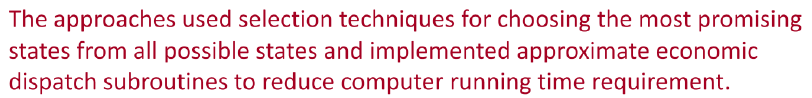 The approaches used selection techniques for choosing the most promising
states from all possible states and implemented approximate economic
dispatch subroutines to reduce computer running time requirement.